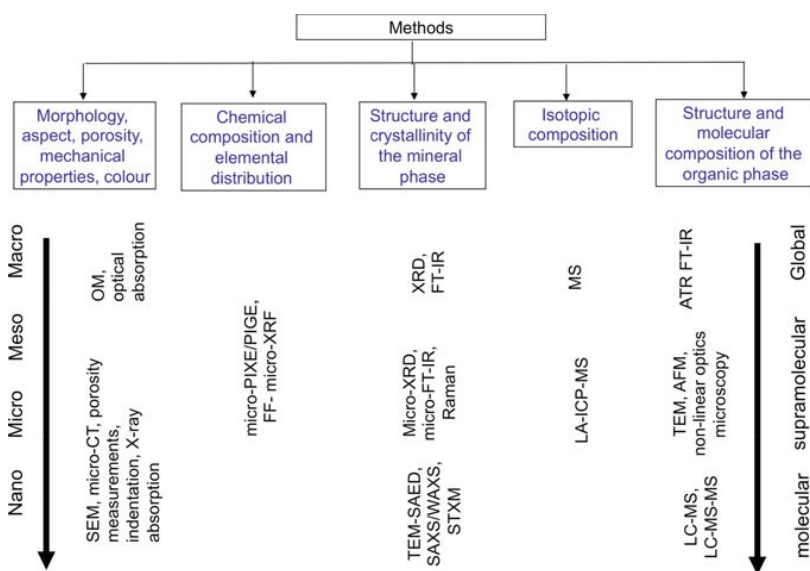 Methods
Morphology,
aspect, porosity,
mechanical
properties, colour
Chemical
composition and
elemental
distribution
Structure and
crystallinity of
the mineral
phase
Isotopic
composition
Structure and
molecular
composition of the
organic phase
Macro
Meso
Micro
Nano
OM,
optical
absorption
SEM, micro-CT, porosity
measurements,
indentation, X-ray
absorption
micro-PIXE/PIGE,
FF- micro-XRF
XRD,
FT-IR
Micro-XRD,
micro-FT-IR,
Raman
TEM-SAED,
SAXS/WAXS,
STXM
MS
LA-ICP-MS
ATR FT-IR
TEM, AFM,
non-linear optics
microscopy
LC-MS,
LC-MS-MS
Global
supramolecular
molecular